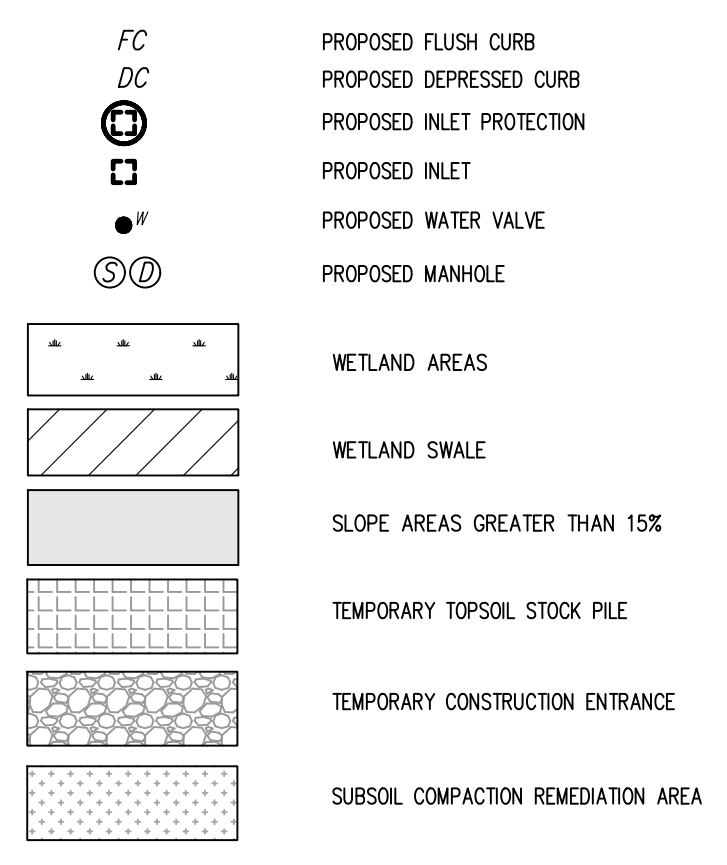 FC PROPOSED FLUSH CURB
DC PROPOSED DEPRESSED CURB
PROPOSED INLET PROTECTION
PROPOSED INLET
W PROPOSED WATER VALVE
S D PROPOSED MANHOLE
WETLAND AREAS
WETLAND SWALE
SLOPE AREAS GREATER THAN 15%
TEMPORARY TOPSOIL STOCK PILE
TEMPORARY CONSTRUCTION ENTRANCE
SUBSOIL COMPACTION REMEDIATION AREA